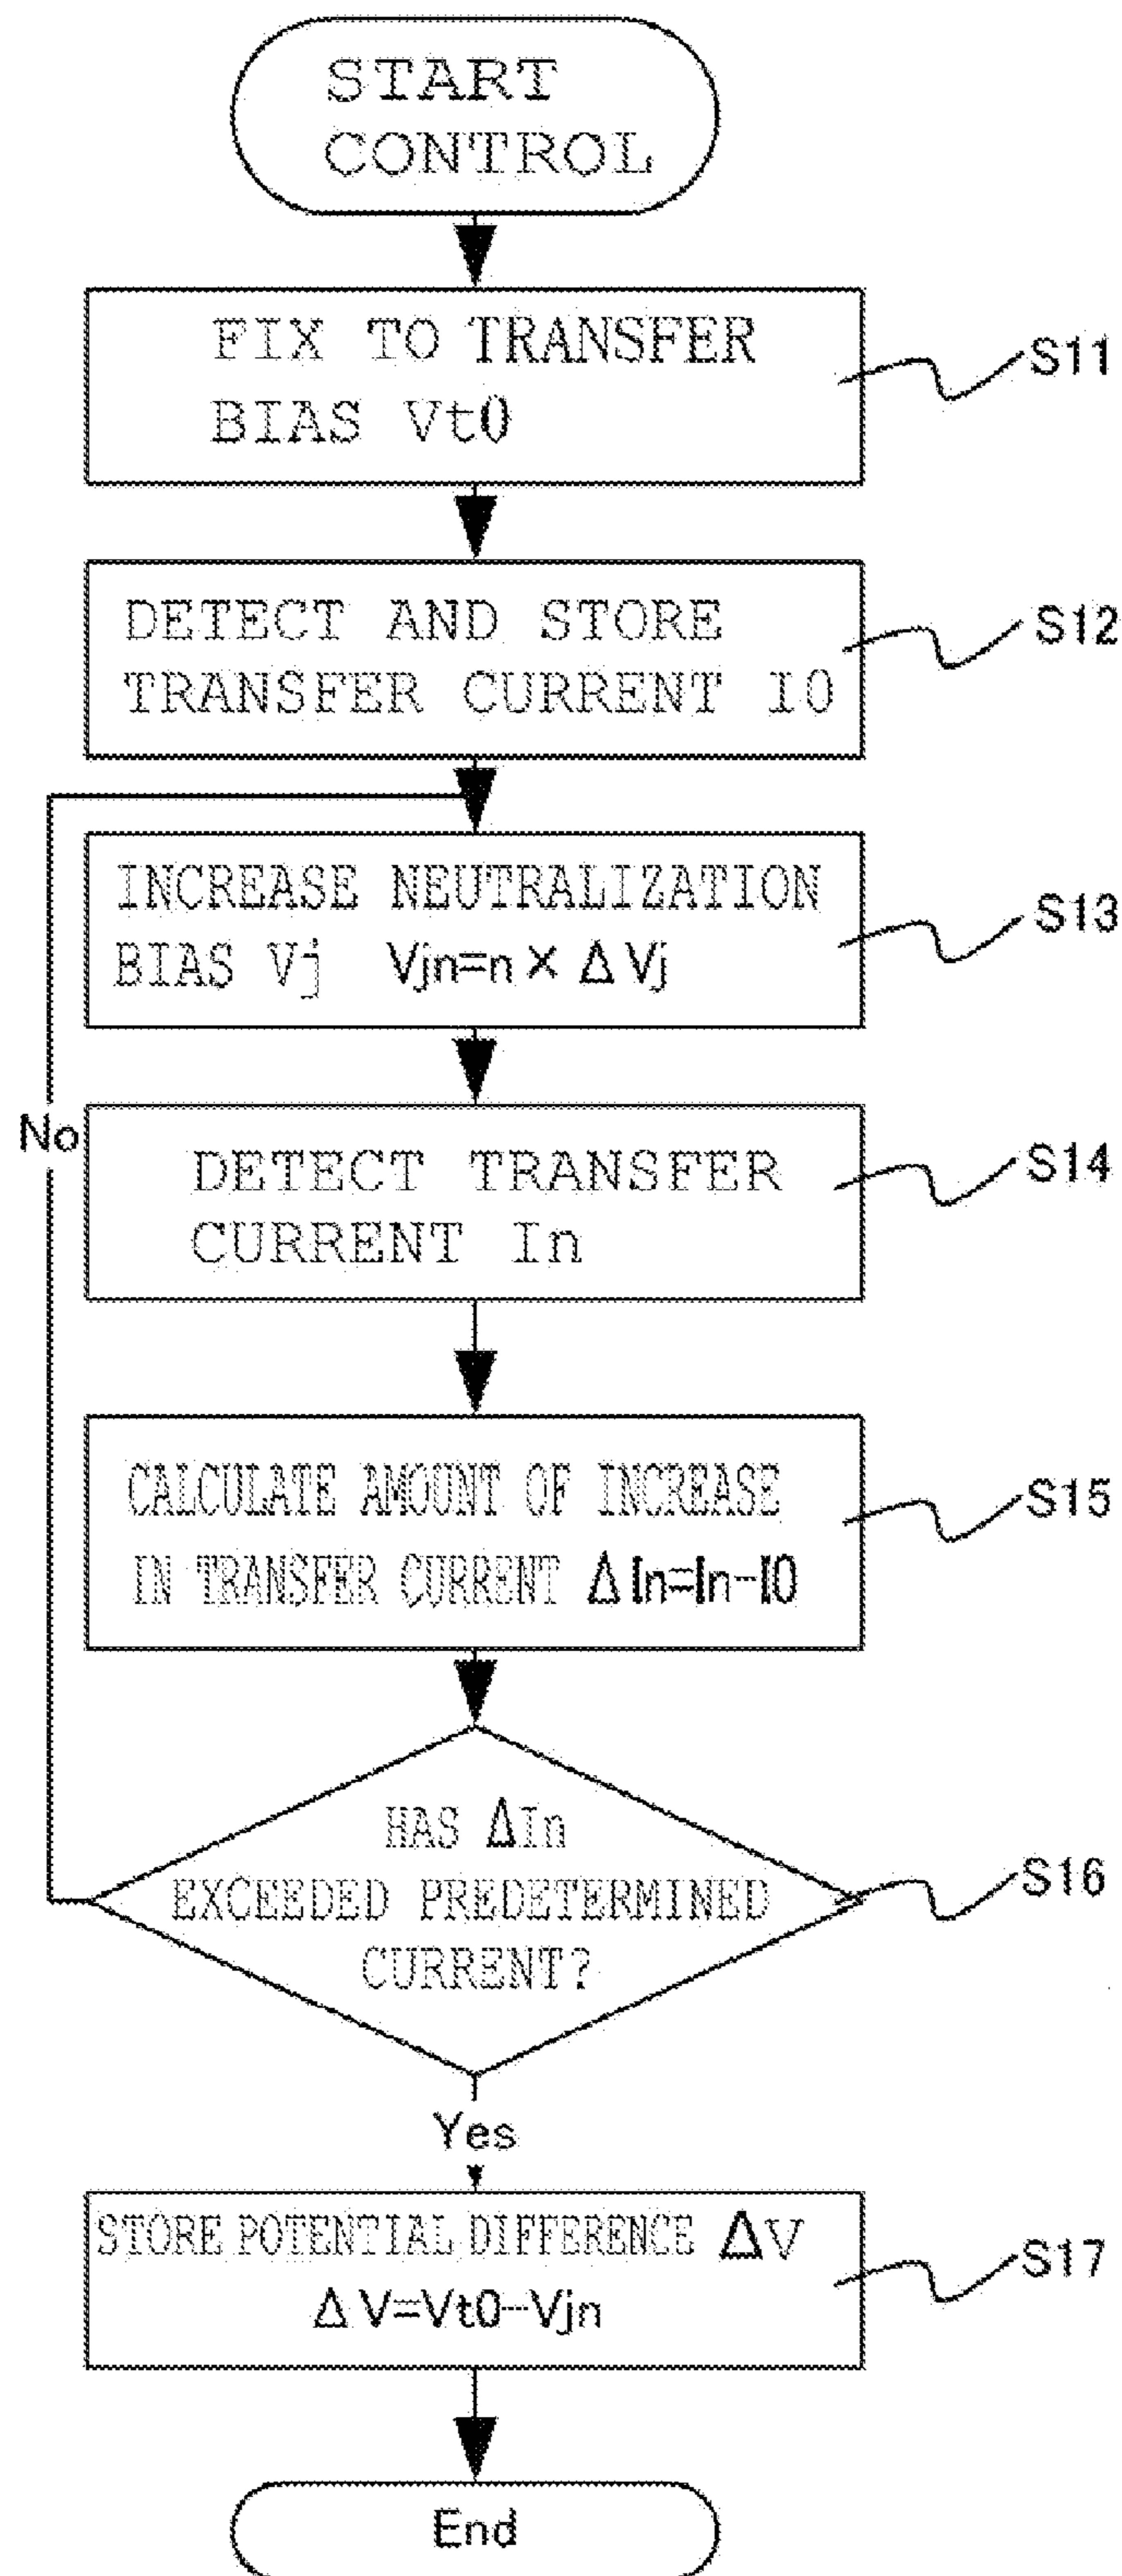 START
CONTROL
FIX TO TRANSFER
BIAS Vt0
S11
DETECT AND STORE
TRANSFER CURRENT I0
S12
INCREASE NEUTRALIZATION
BIAS Vj Vjn=n×ΔVj
S13
No
DETECT TRANSFER
CURRENT In
S14
CALCULATE AMOUNT OF INCREASE
IN TRANSFER CURRENT ΔIn=In-I0
S15
HAS ΔIn
EXCEEDED PREDETERMINED
CURRENT?
S16
Yes
STORE POTENTIAL DIFFERENCE ΔV
ΔV=Vt0-Vjn
S17
End